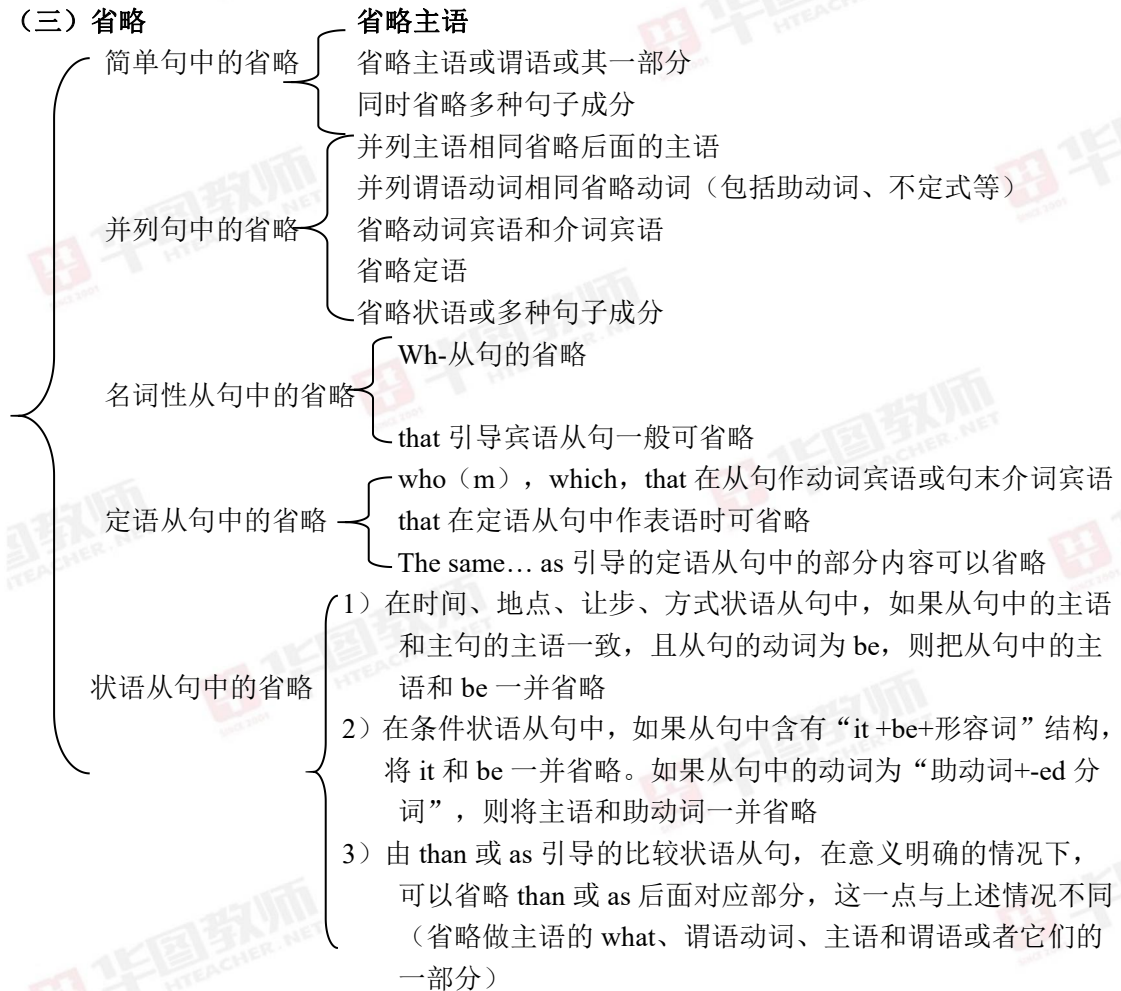 （三）省略 省略主语
简单句中的省略 省略主语或谓语或其一部分
同时省略多种句子成分
并列主语相同省略后面的主语
并列谓语动词相同省略动词（包括助动词、不定式等）
并列句中的省略 省略动词宾语和介词宾语
省略定语
省略状语或多种句子成分
Wh-从句的省略
名词性从句中的省略
that 引导宾语从句一般可省略
who（m），which，that 在从句作动词宾语或句末介词宾语
定语从句中的省略 that 在定语从句中作表语时可省略
The same… as 引导的定语从句中的部分内容可以省略
1）在时间、地点、让步、方式状语从句中，如果从句中的主语
和主句的主语一致，且从句的动词为 be，则把从句中的主
状语从句中的省略 语和 be 一并省略
2）在条件状语从句中，如果从句中含有“it +be+形容词”结构，
将 it 和 be 一并省略。如果从句中的动词为“助动词+-ed 分
词”，则将主语和助动词一并省略
3）由 than 或 as 引导的比较状语从句，在意义明确的情况下，
可以省略 than 或 as 后面对应部分，这一点与上述情况不同
（省略做主语的 what、谓语动词、主语和谓语或者它们的
一部分）